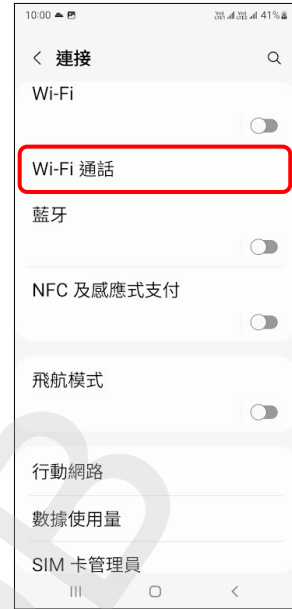 10:00 41%
連接
Wi-Fi
Wi-Fi 通話
藍牙
NFC 及感應式支付
飛航模式
行動網路
數據使用量
SIM 卡管理員